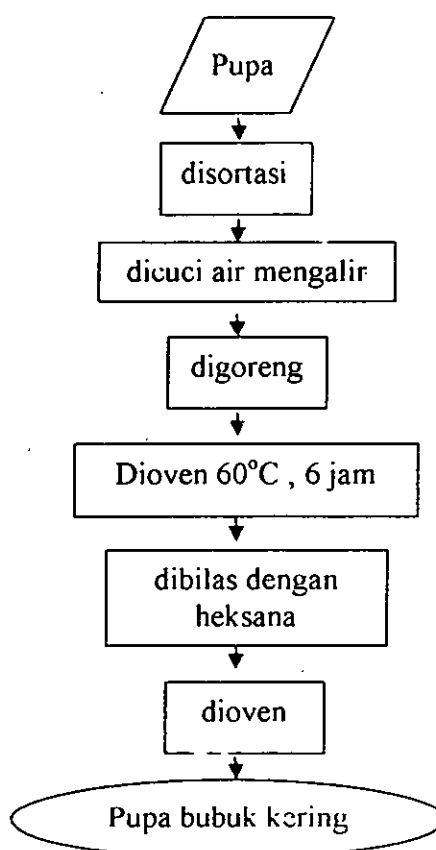 Pupa
disortasi
dicuci air mengalir
digoreng
Dioven 60°C , 6 jam
dibilas dengan
heksana
dioven
Pupa bubuk kering